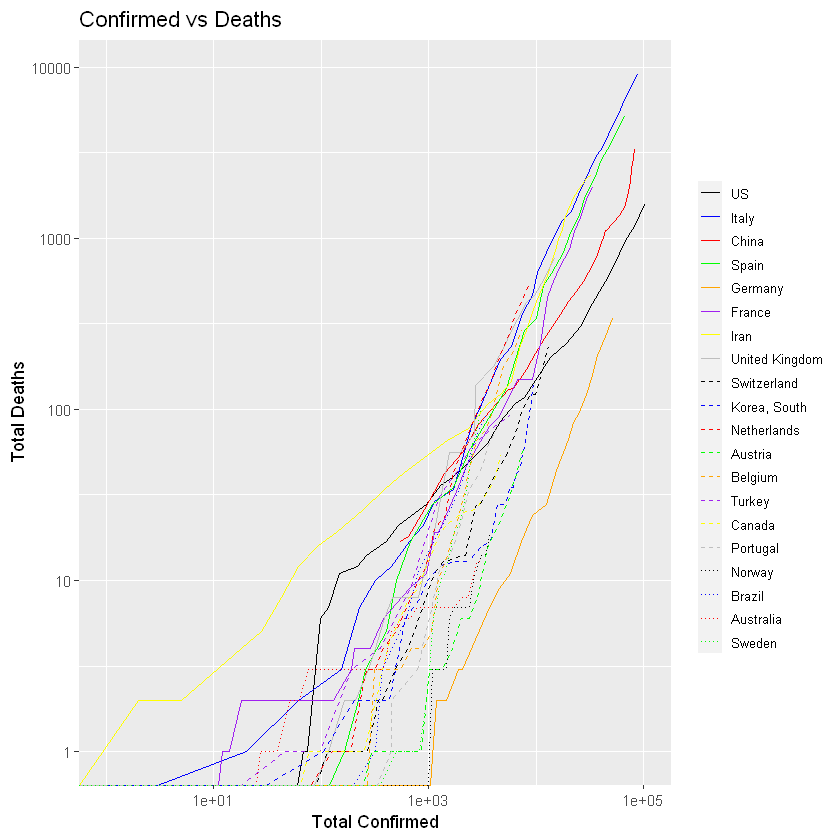 Confirmed vs Deaths
10000
1000
100
10
1
Total Deaths
1e+01
1e+03
1e+05
Total Confirmed
US
Italy
China
Spain
Germany
France
Iran
United Kingdom
Switzerland
Korea, South
Netherlands
Austria
Belgium
Turkey
Canada
Portugal
Norway
Brazil
Australia
Sweden